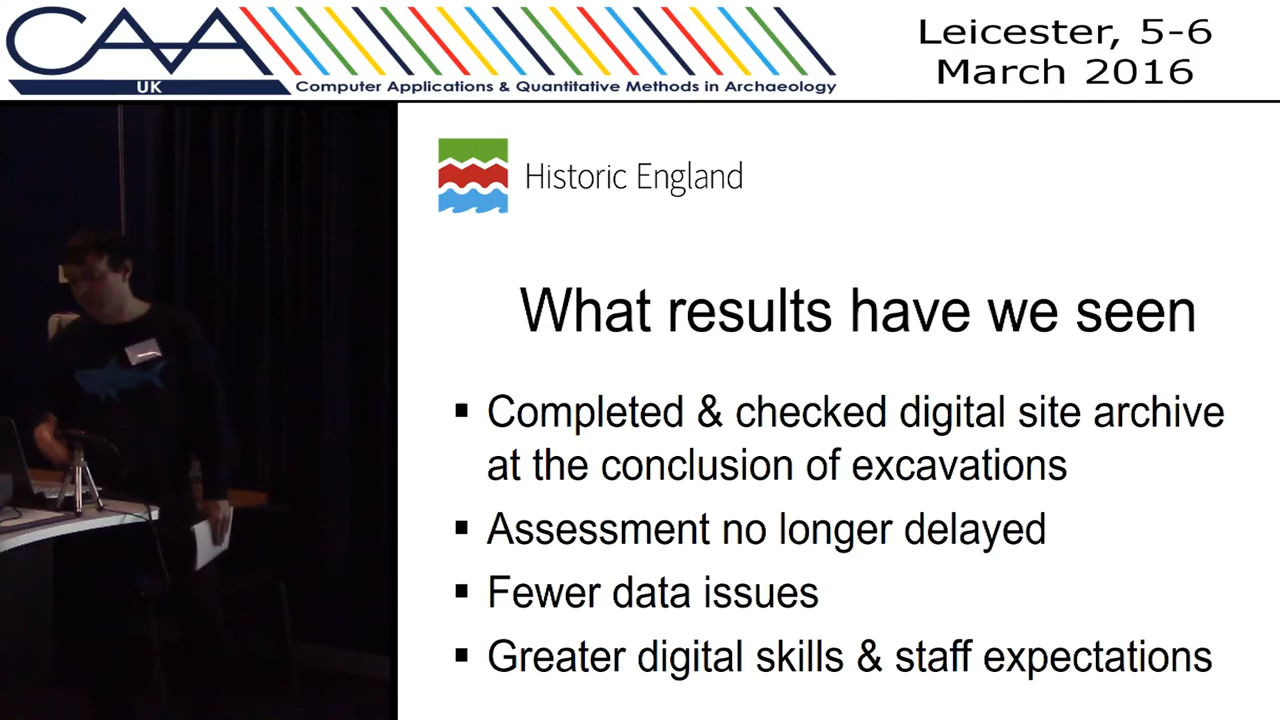 CAA
UK
Computer Applications & Quantitative Methods in Archaeology
Leicester, 5-6
March 2016
Historic England
What results have we seen
▪ Completed & checked digital site archive
at the conclusion of excavations
▪ Assessment no longer delayed
▪ Fewer data issues
▪ Greater digital skills & staff expectations